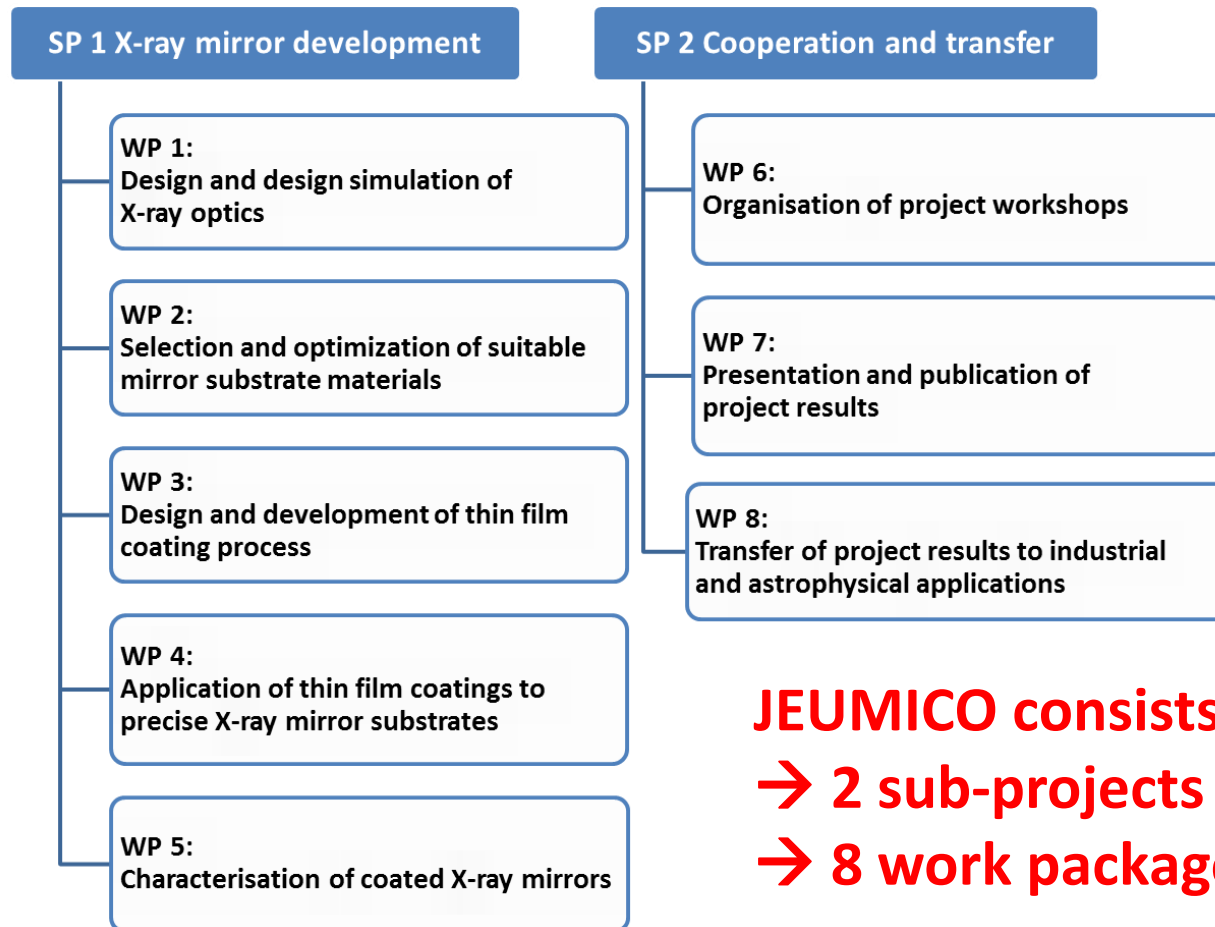 SP 1 X-ray mirror development
WP 1:
Design and design simulation of
X-ray optics
WP 2:
Selection and optimization of suitable
mirror substrate materials
WP 3:
Design and development of thin film
coating process
WP 4:
Application of thin film coatings to
precise X-ray mirror substrates
WP 5:
Characterisation of coated X-ray mirrors
SP 2 Cooperation and transfer
WP 6:
Organisation of project workshops
WP 7:
Presentation and publication of
project results
WP 8:
Transfer of project results to industrial
and astrophysical applications
JEUMICO consists
→ 2 sub-projects
→ 8 work package